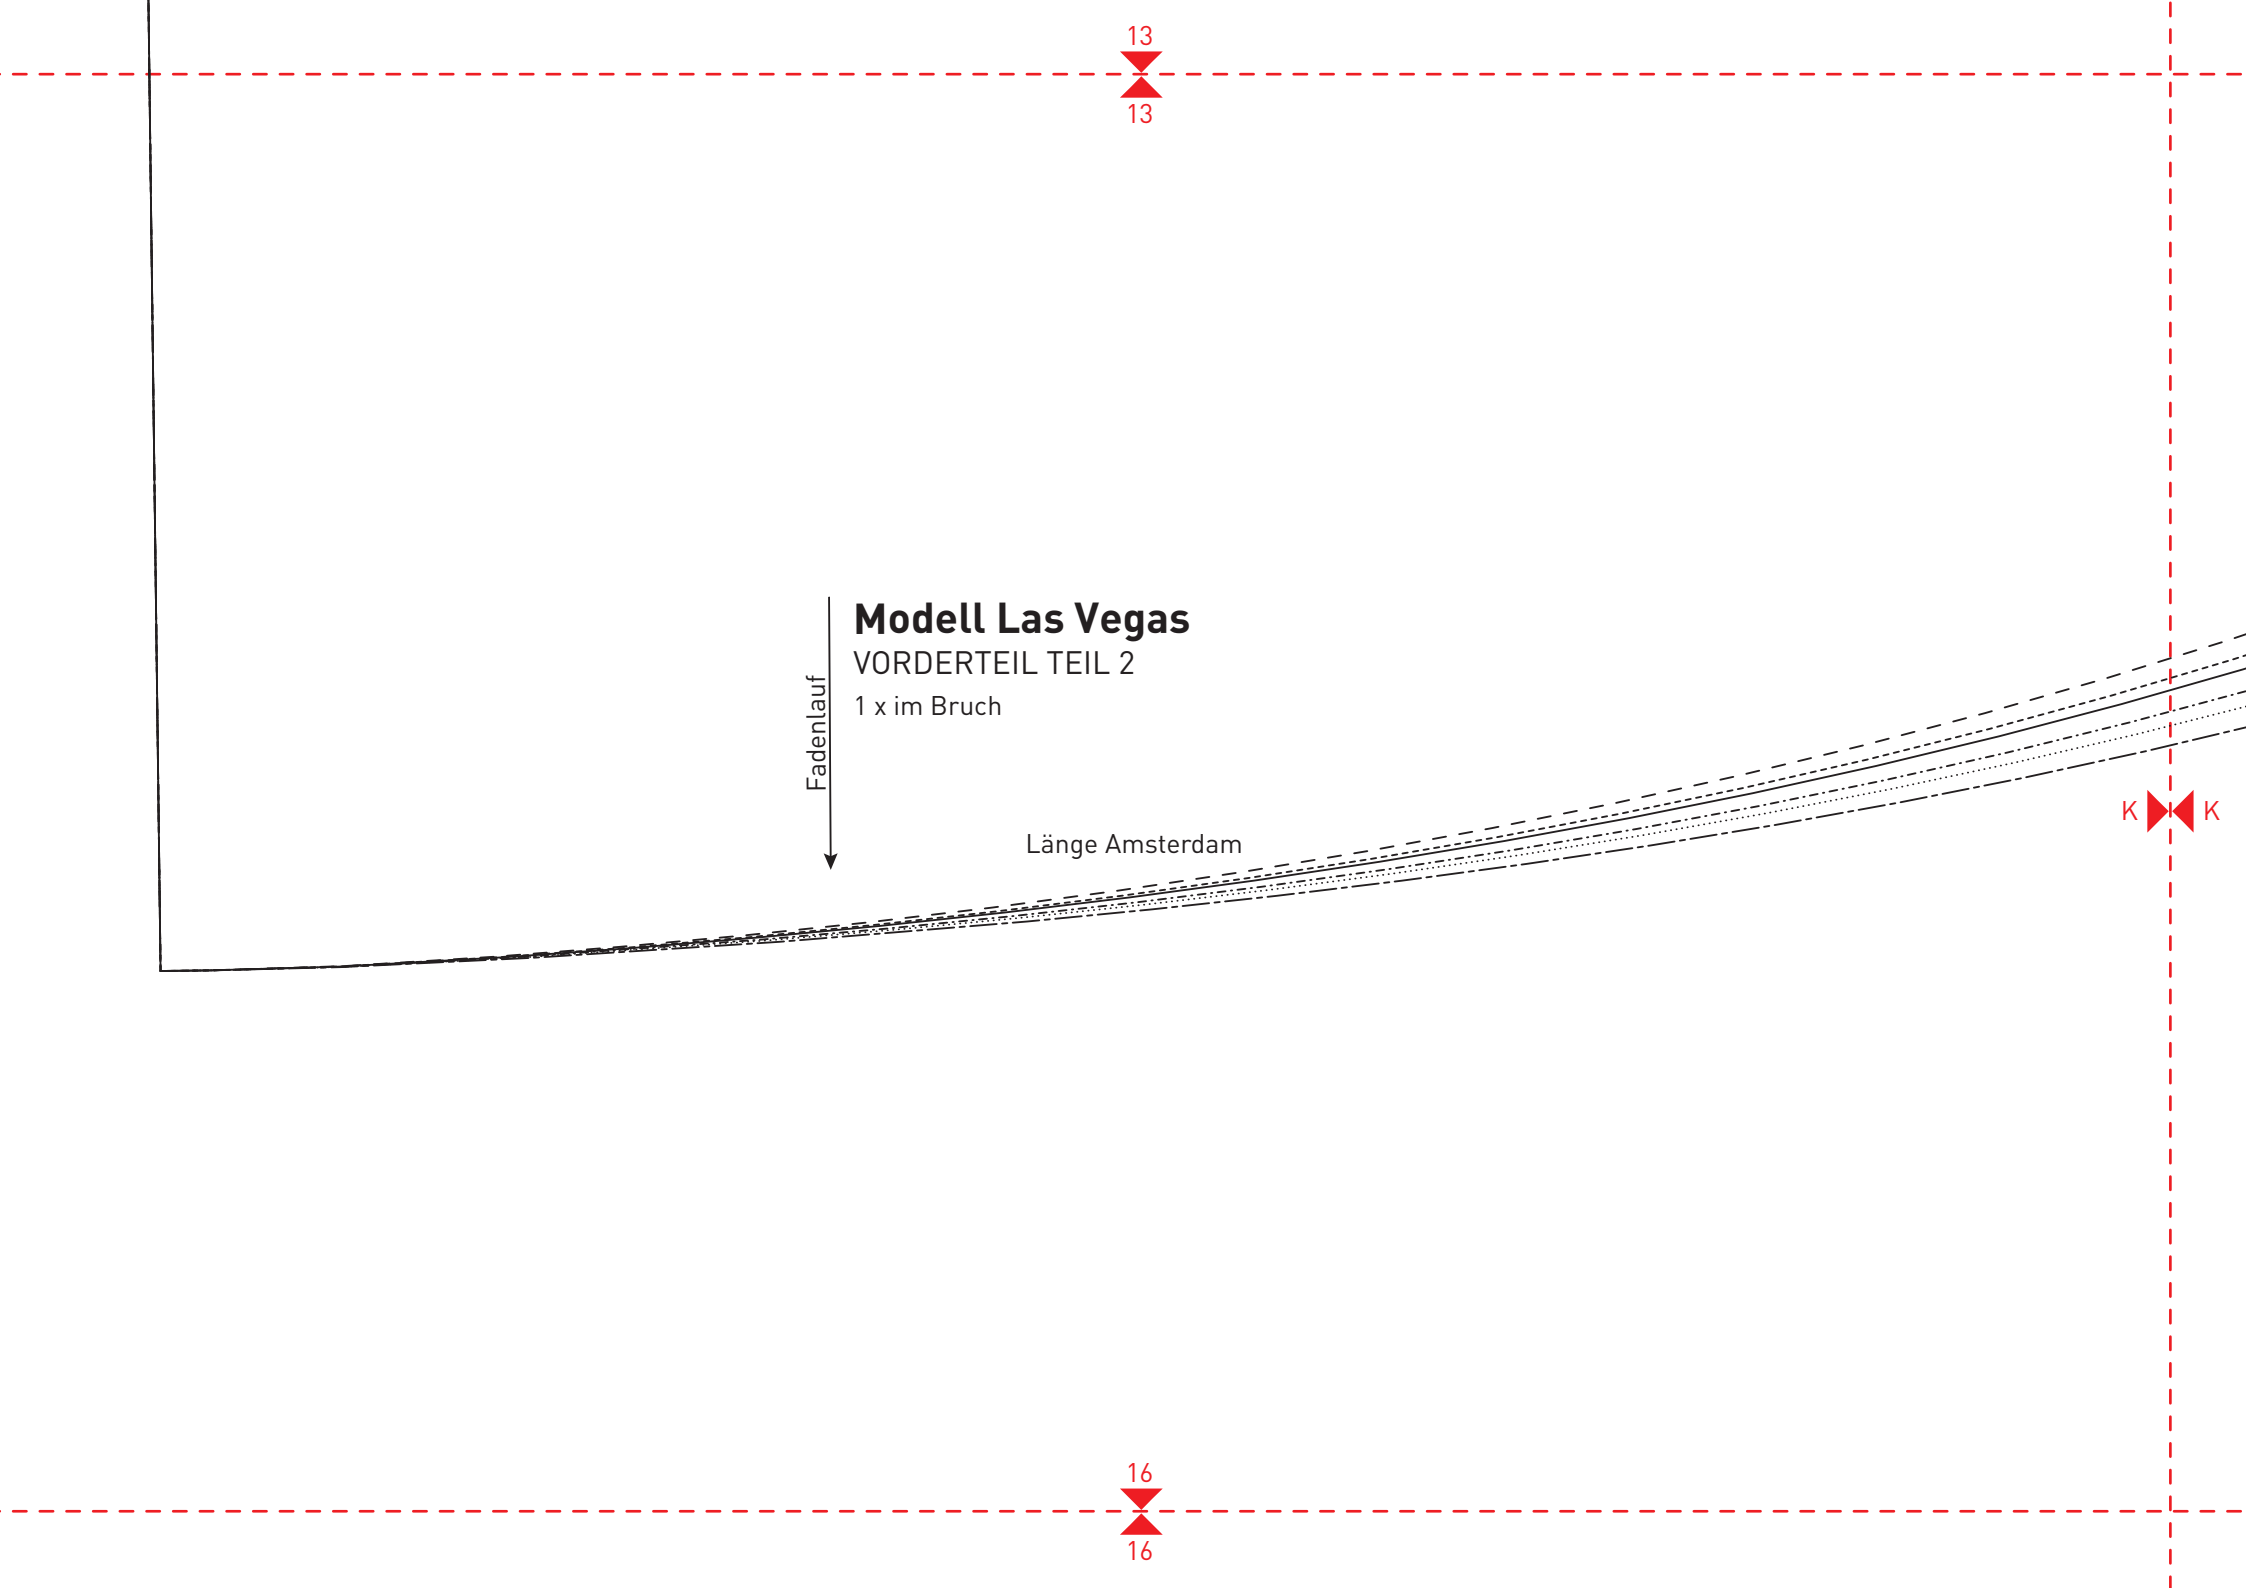 13
13
Modell Las Vegas
VORDERTEIL TEIL 2
1 x im Bruch
Fadenlauf
Länge Amsterdam
K K
16
16